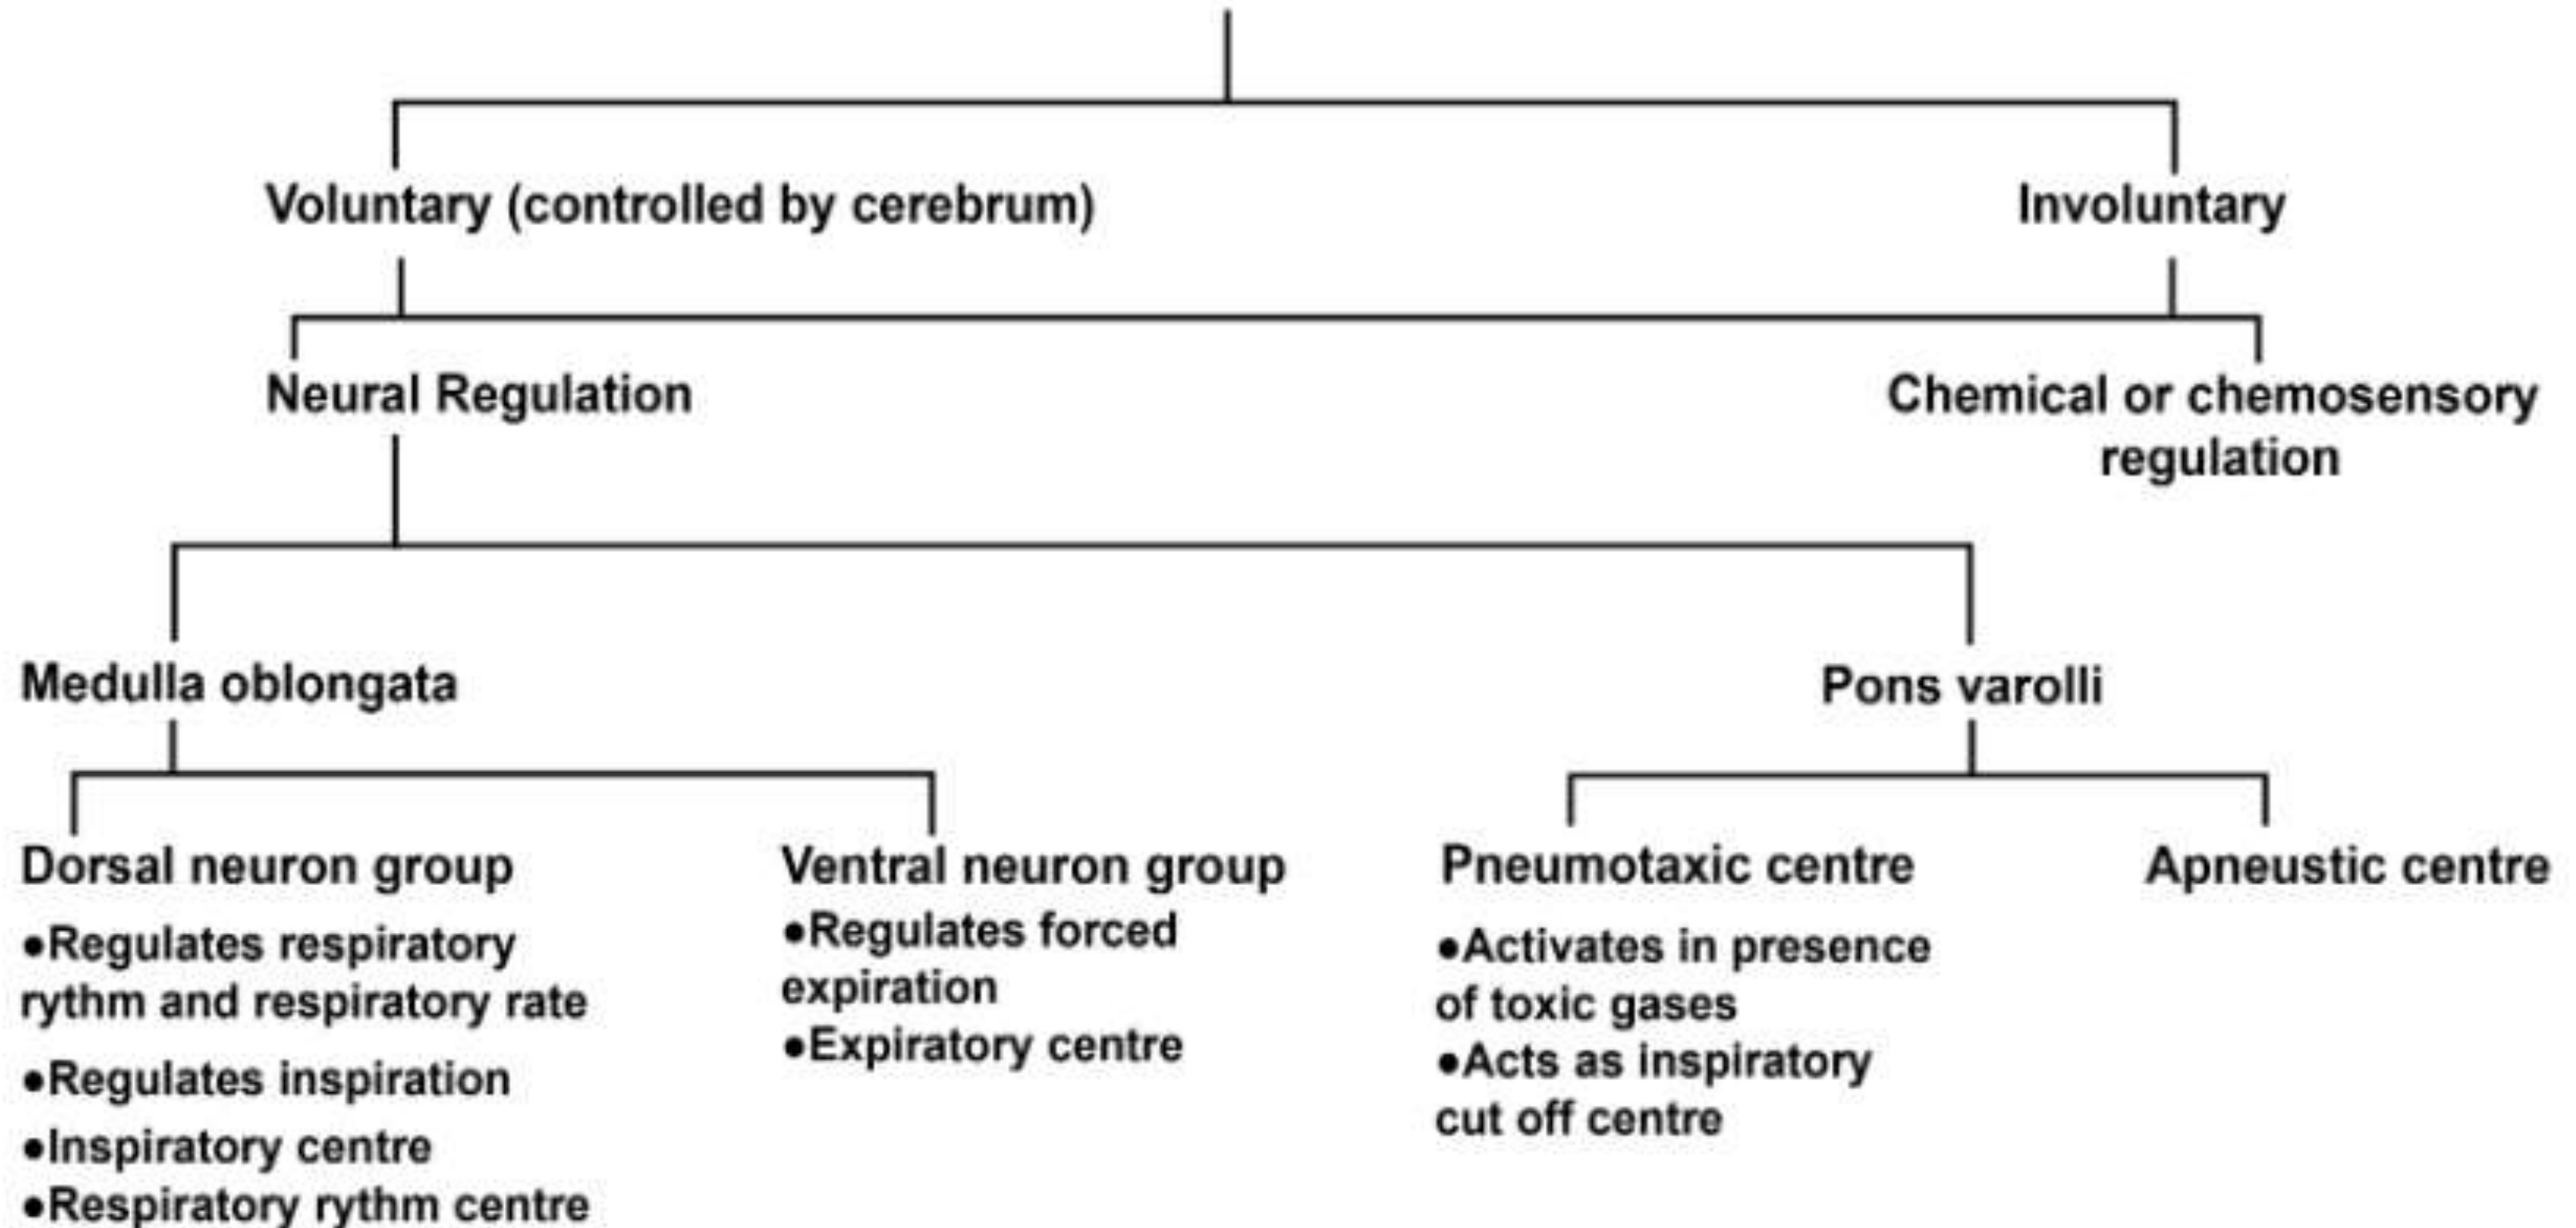 Voluntary (controlled by cerebrum)
Involuntary
Neural Regulation
Chemical or chemosensory
regulation
Medulla oblongata
Pons varolli
Dorsal neuron group
●Regulates respiratory
rythm and respiratory rate
●Regulates inspiration
●Inspiratory centre
●Respiratory rythm centre
Ventral neuron group
●Regulates forced
expiration
●Expiratory centre
Pneumotaxic centre
●Activates in presence
of toxic gases
●Acts as inspiratory
cut off centre
Apneustic centre